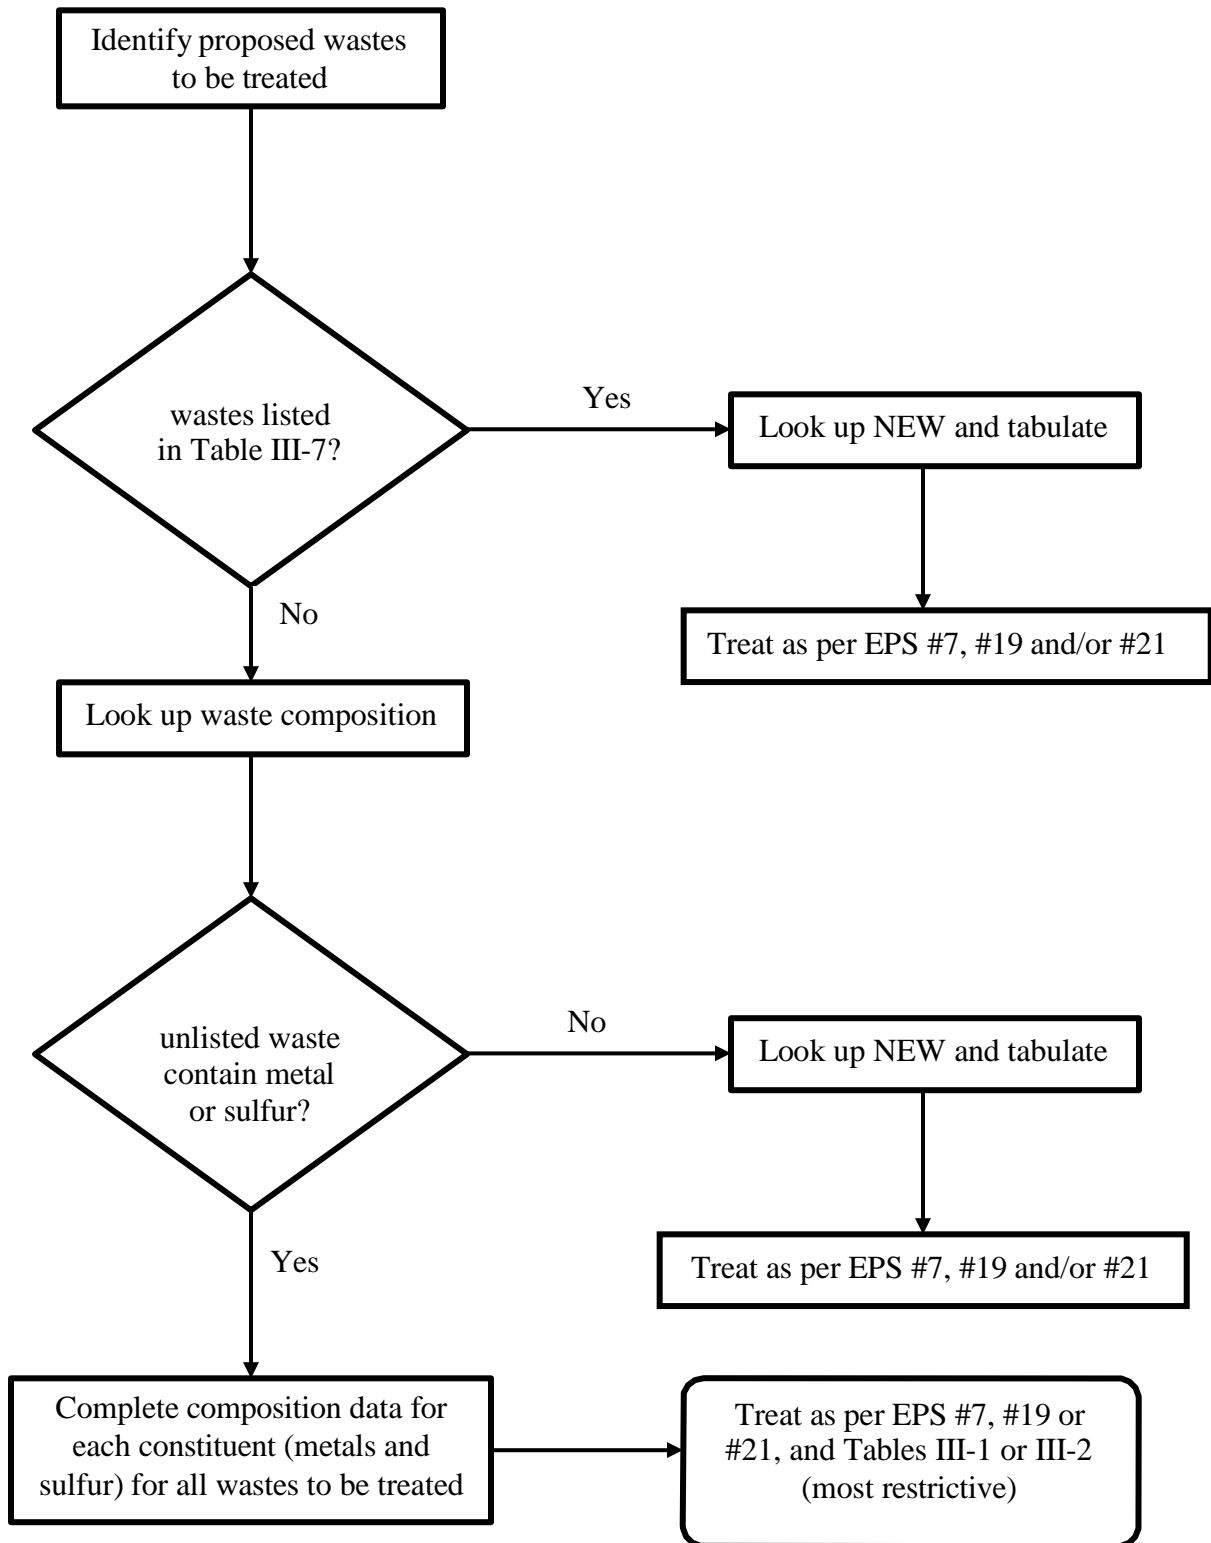 Identify proposed wastes
to be treated
wastes listed
in Table III-7?
Yes
Look up NEW and tabulate
Treat as per EPS #7, #19 and/or #21
No
Look up waste composition
unlisted waste
contain metal
or sulfur?
No
Look up NEW and tabulate
Treat as per EPS #7, #19 and/or #21
Yes
Complete composition data for
each constituent (metals and
sulfur) for all wastes to be treated
Treat as per EPS #7, #19 or
#21, and Tables III-1 or III-2
(most restrictive)